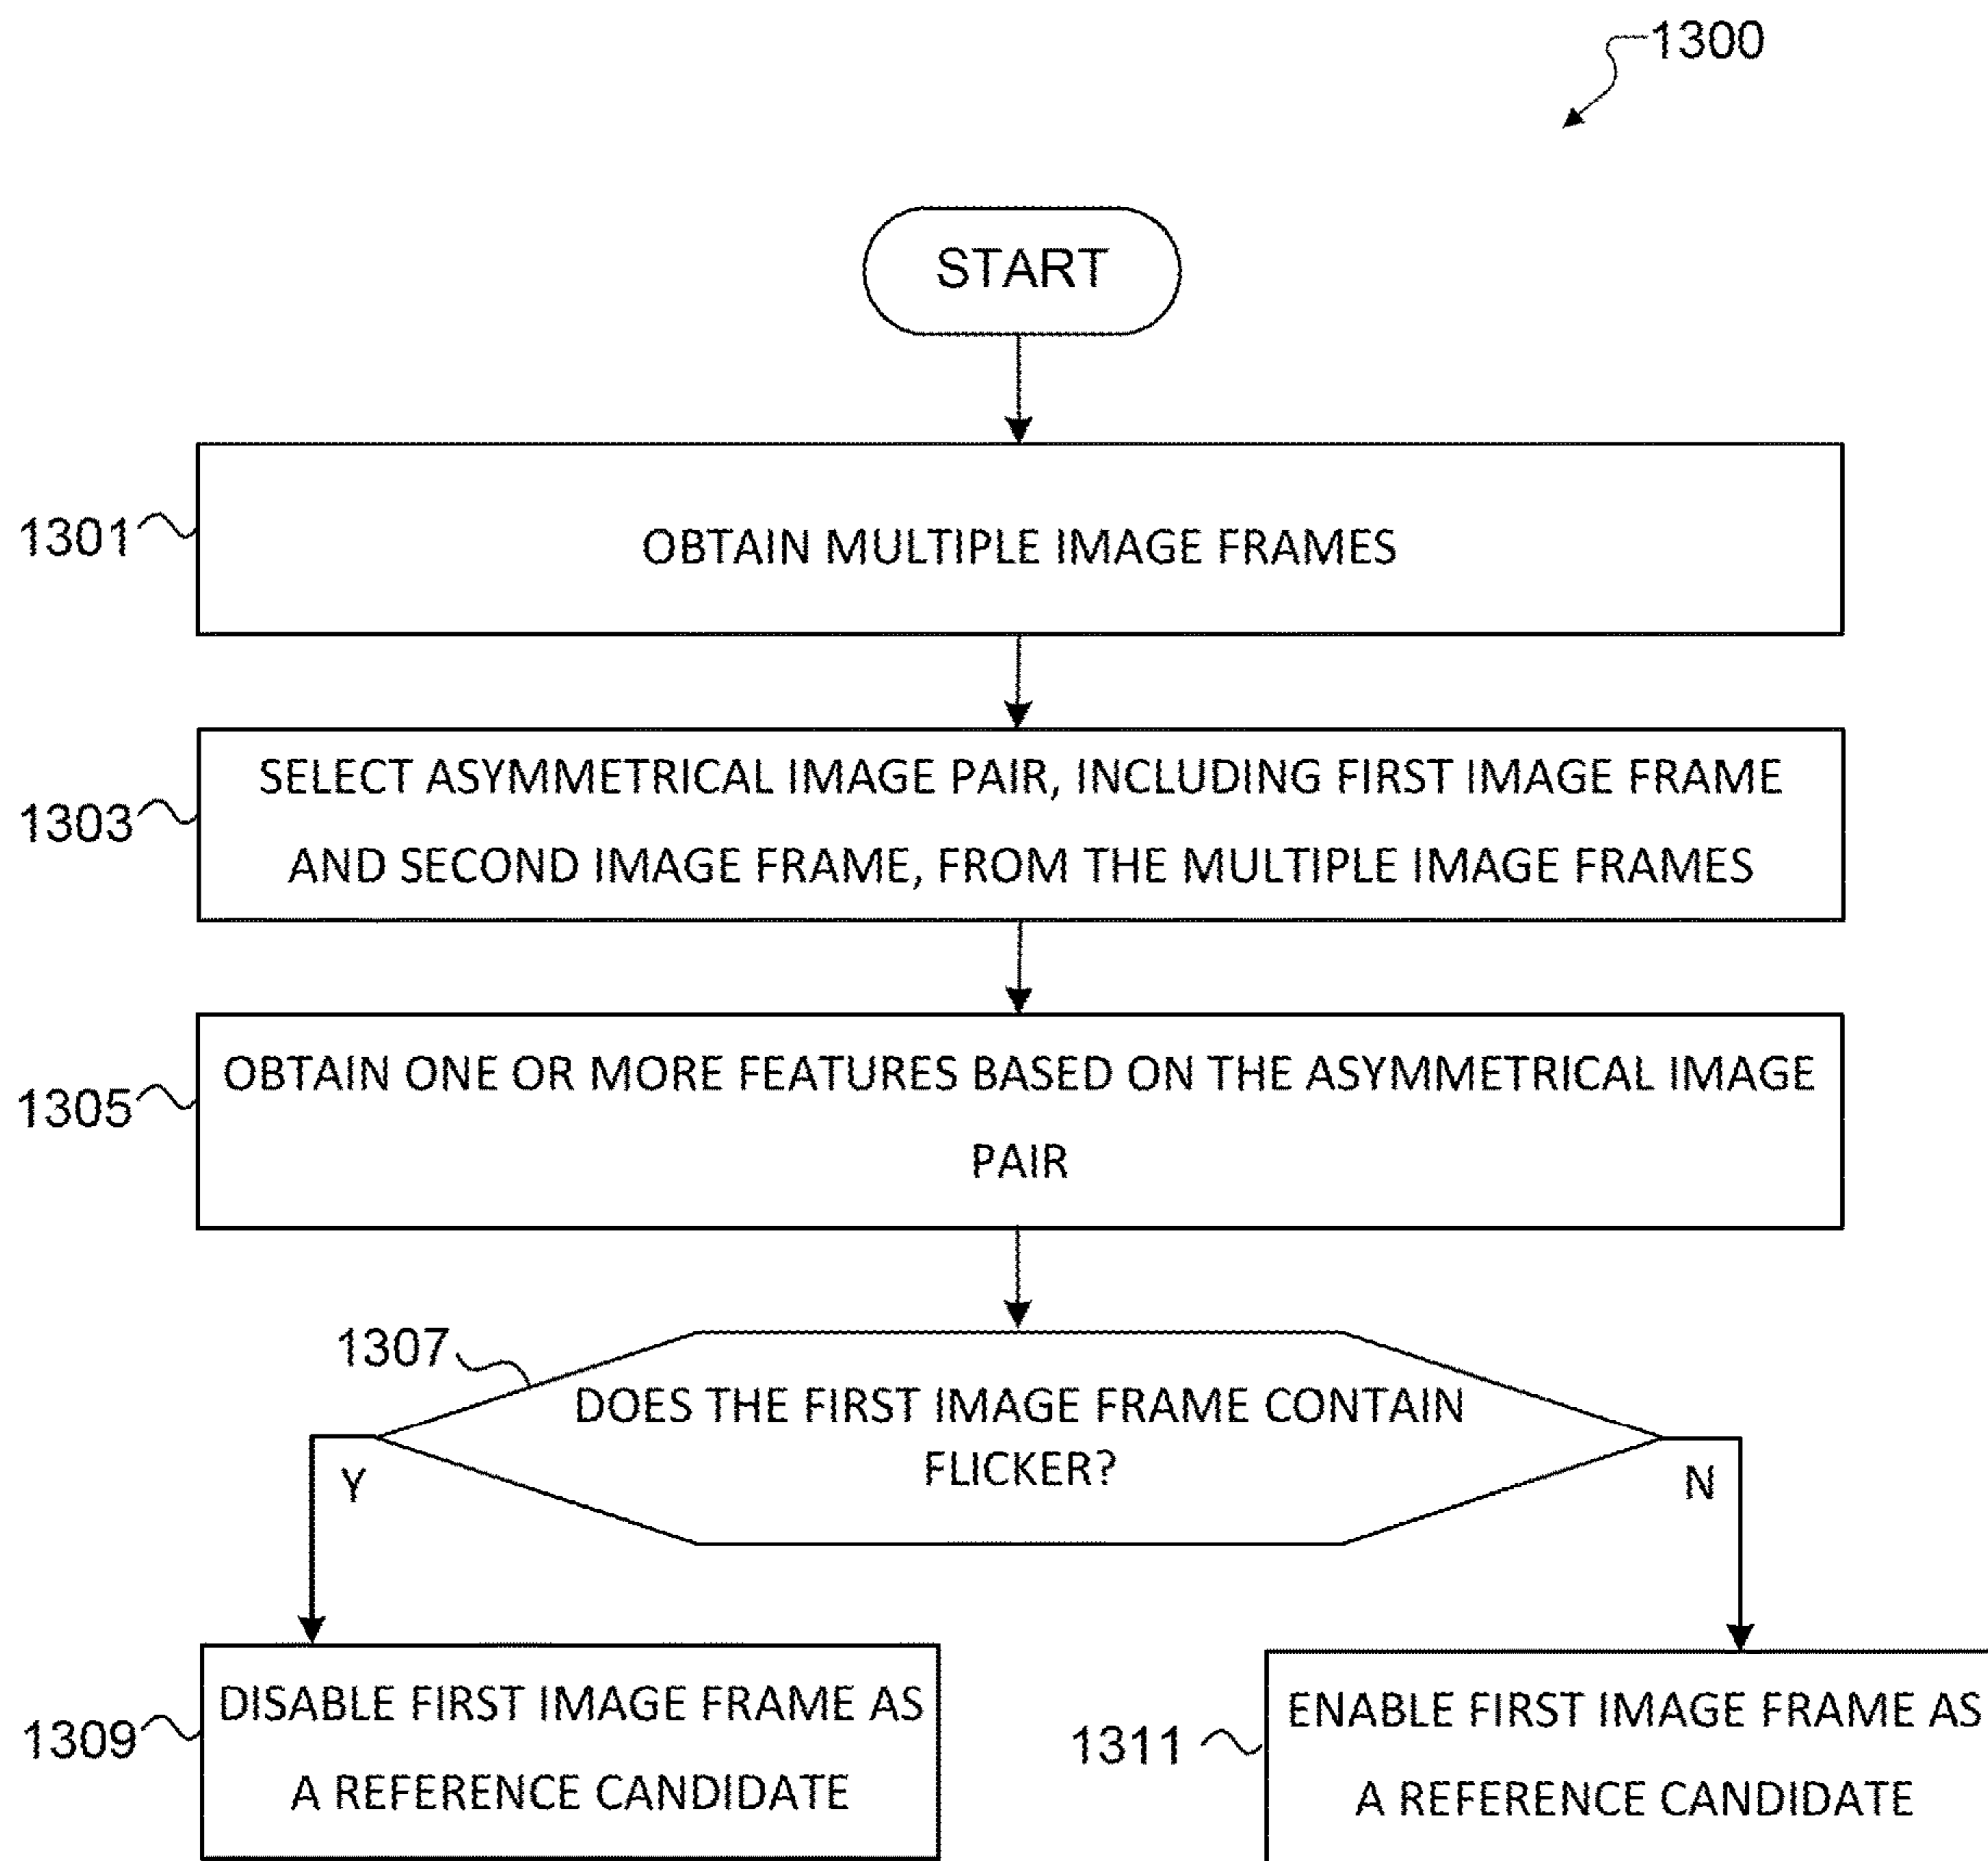 1300
START
1301
OBTAIN MULTIPLE IMAGE FRAMES
1303
SELECT ASYMMETRICAL IMAGE PAIR, INCLUDING FIRST IMAGE FRAME
AND SECOND IMAGE FRAME, FROM THE MULTIPLE IMAGE FRAMES
1305
OBTAIN ONE OR MORE FEATURES BASED ON THE ASYMMETRICAL IMAGE
PAIR
1307
DOES THE FIRST IMAGE FRAME CONTAIN
FLICKER?
Y
N
1309
DISABLE FIRST IMAGE FRAME AS
A REFERENCE CANDIDATE
1311
ENABLE FIRST IMAGE FRAME AS
A REFERENCE CANDIDATE